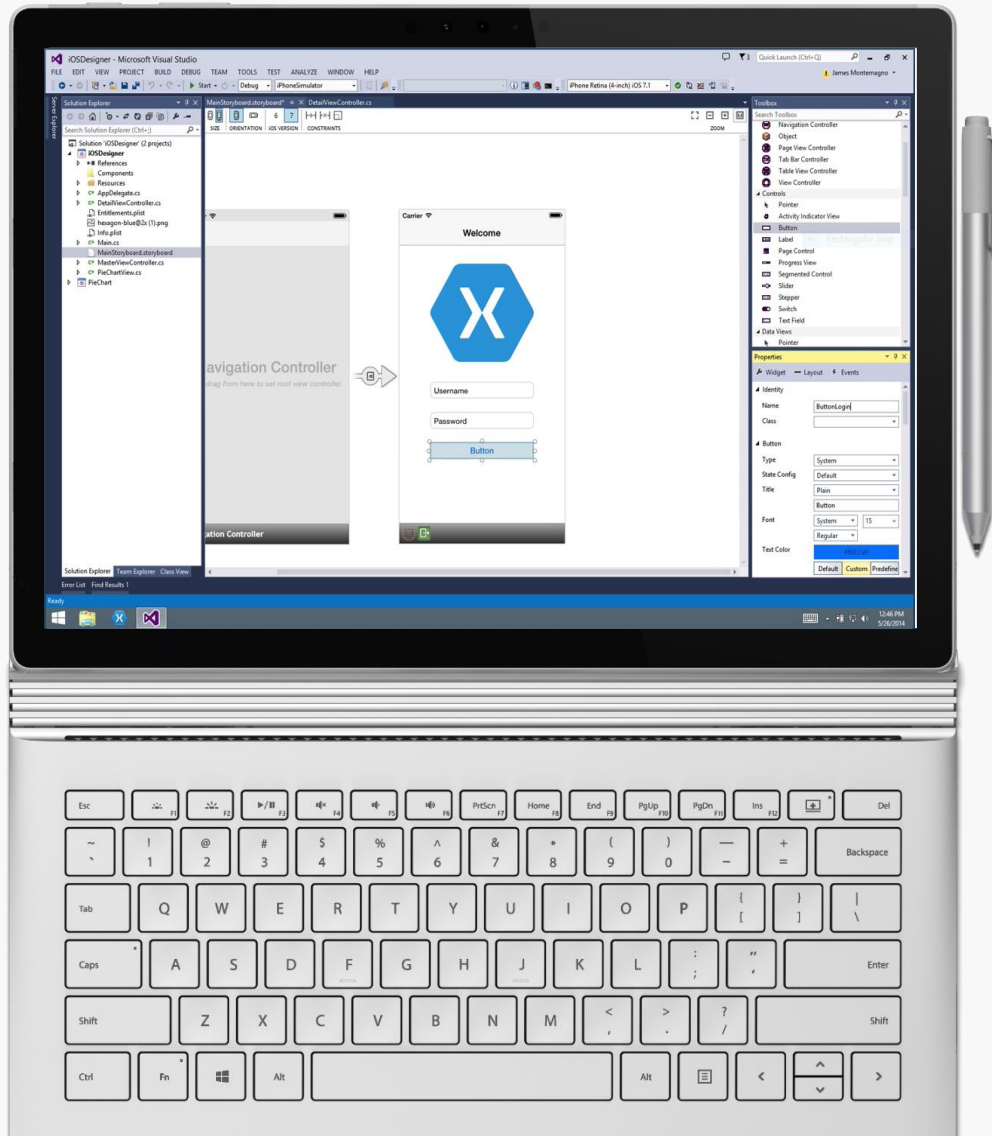 iOSDesigner - Microsoft Visual Studio
Quick Launch (Ctrl+Q)
FILE EDIT VIEW PROJECT BUILD DEBUG TEAM TOOLS TEST ANALYZE WINDOW HELP
James Montemagno
Start
Debug
iPhoneSimulator
iPhone Retina (4-inch) iOS 7.1
Server Explorer
Solution Explorer
Search Solution Explorer (Ctrl+;)
Solution 'iOSDesigner' (2 projects)
iOSDesigner
References
Components
Resources
AppDelegate.cs
DetailViewController.cs
Entitlements.plist
hexagon-blue@2x (1).png
Info.plist
Main.cs
MainStoryboard.storyboard
MasterViewController.cs
PieChartView.cs
PieChart
Solution Explorer Team Explorer Class View
Error List Find Results 1
Ready
MainStoryboard.storyboard* DetailViewController.cs
6 7
SIZE ORIENTATION iOS VERSION CONSTRAINTS
ZOOM
avigation Controller
drag from here to set root view controller.
gation Controller
Carrier
Welcome
X
Username
Password
Button
Toolbox
Search Toolbox
Navigation Controller
Object
Page View Controller
Tab Bar Controller
Table View Controller
View Controller
Controls
Pointer
Activity Indicator View
Button
Label
Page Control
Progress View
Segmented Control
Slider
Stepper
Switch
Text Field
Data Views
Pointer
Properties
Widget Layout Events
Identity
Name ButtonLogin
Class
Button
Type System
State Config Default
Title Plain
Button
Font System 15
Regular
Text Color
Default Custom Predefine
12:46 PM
5/26/2014
Esc F1 F2 F3 F4 F5 F6 PrtScn F7 Home F8 End F9 PgUp F10 PgDn F11 Ins F12 Del
~ ! @ # $ % ^ & * ( ) — +
` 1 2 3 4 5 6 7 8 9 0 - = Backspace
Tab Q W E R T Y U I O P { [ } ] | \
Caps A S D F G H J K L : ; " ' Enter
Shift Z X C V B N M < , > . ? / Shift
Ctrl Fn Alt Alt